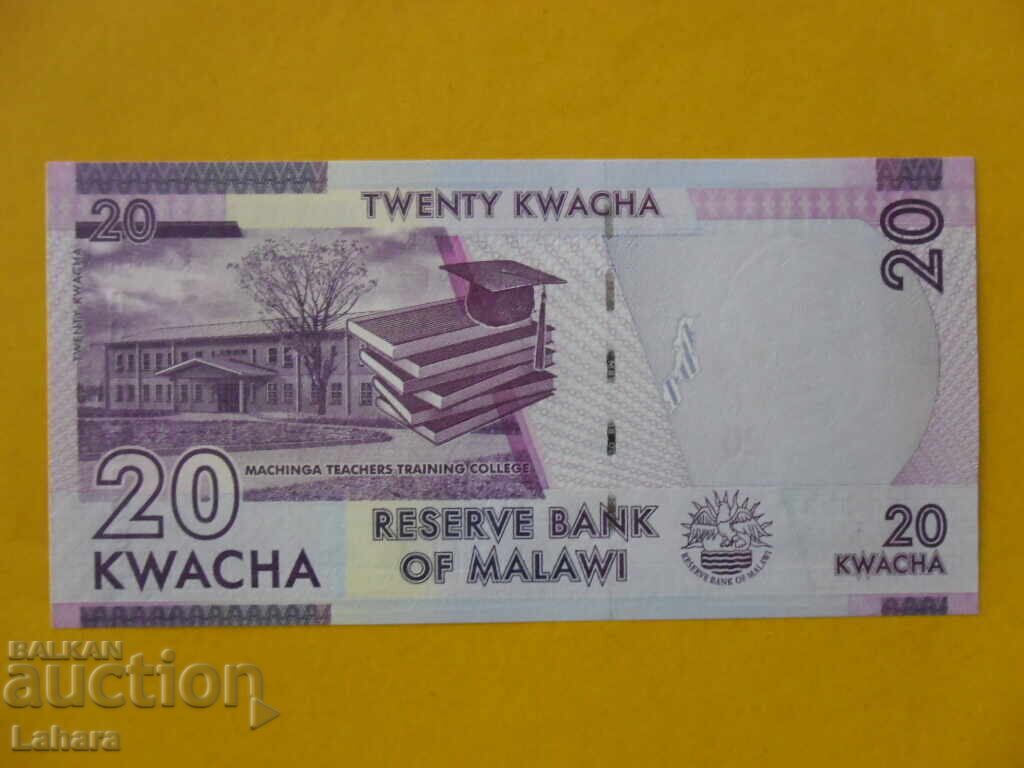 20
TWENTY KWACHA
20
TWENTY KWACHA
MACHINGA TEACHERS TRAINING COLLEGE
20
KWACHA
RESERVE BANK
OF MALAWI
RESERVE BANK OF MALAWI
20
KWACHA
BALKAN
auction
Lahara